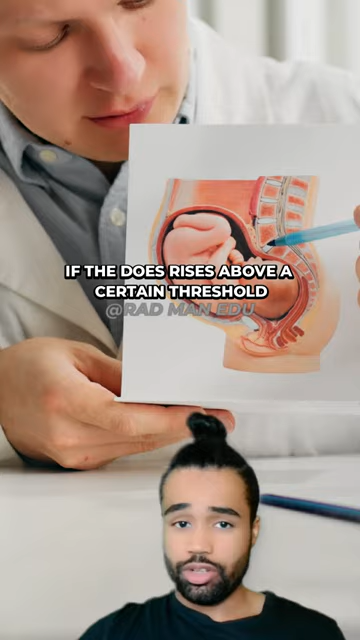 IF THE DOES RISES ABOVE A
CERTAIN THRESHOLD
@RAD MAN EDU